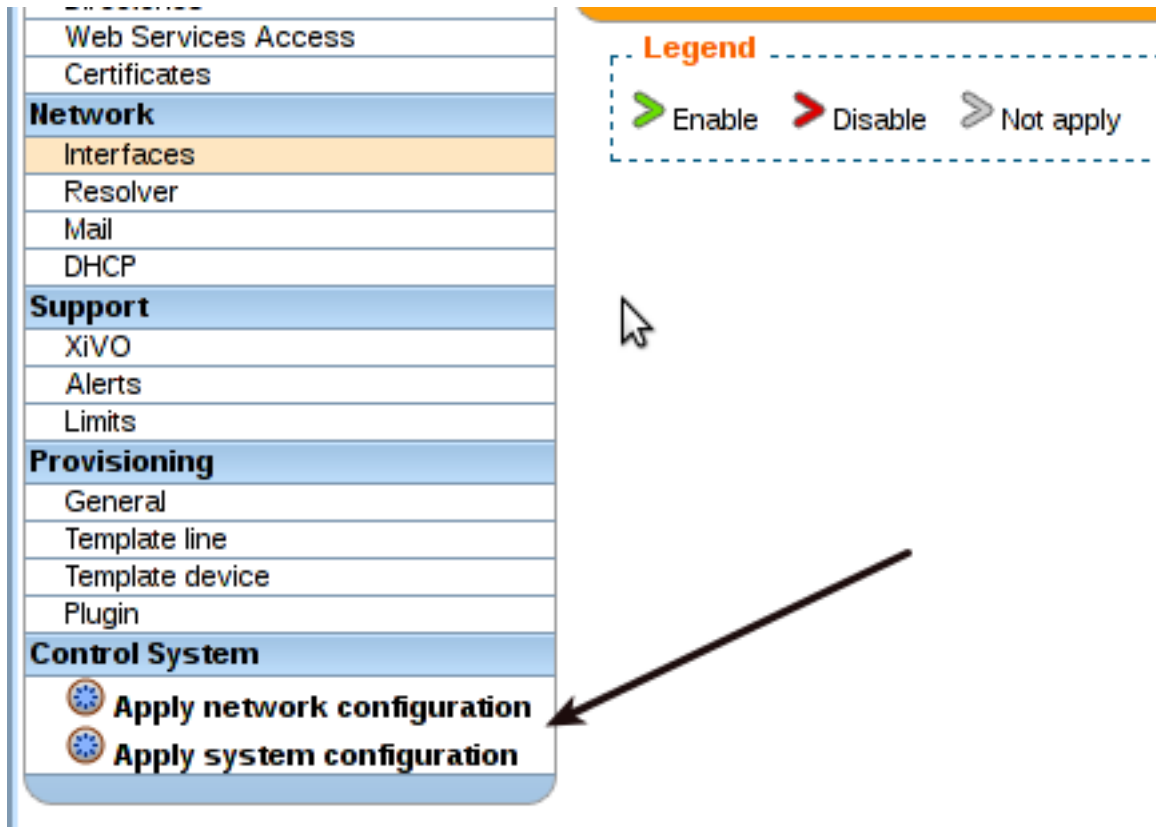 Web Services Access
Certificates
Network
Interfaces
Resolver
Mail
DHCP
Support
XiVO
Alerts
Limits
Provisioning
General
Template line
Template device
Plugin
Control System
Apply network configuration
Apply system configuration
Legend
Enable Disable Not apply